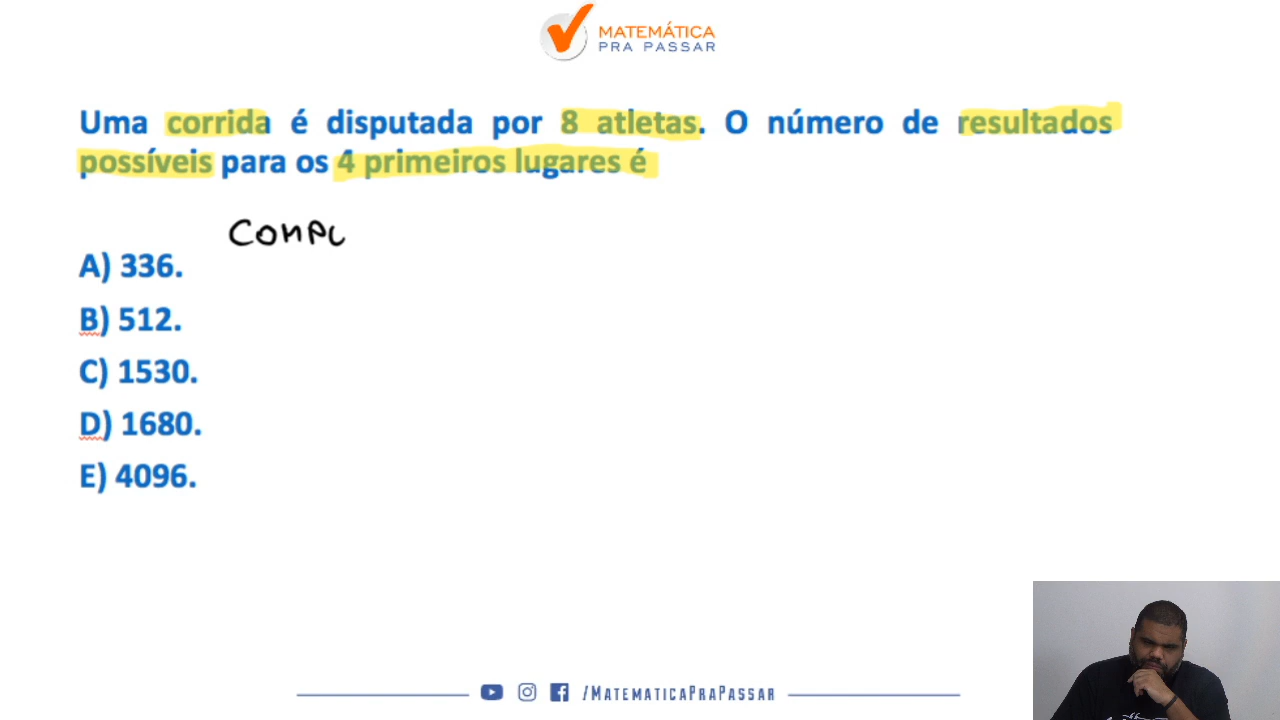 MATEMÁTICA
PRA PASSAR
Uma corrida é disputada por 8 atletas. O número de resultados
possíveis para os 4 primeiros lugares é
COMPU
A) 336.
B) 512.
C) 1530.
D) 1680.
E) 4096.
/MATEMATICAPRAPASSAR